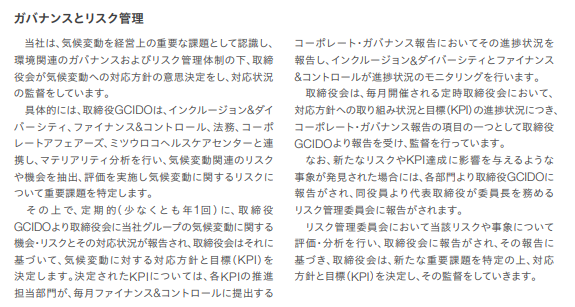 ガバナンスとリスク管理
　当社は、気候変動を経営上の重要な課題として認識し、
環境関連のガバナンスおよびリスク管理体制の下、取締
役会が気候変動への対応方針の意思決定をし、対応状況
の監督をしています。
　具体的には、取締役GCIDOは、インクルージョン&ダイ
バーシティ、ファイナンス&コントロール、法務、コーポ
レートアフェアーズ、ミツウロコヘルスケアセンターと連
携し、マテリアリティ分析を行い、気候変動関連のリスク
や機会を抽出、評価を実施し気候変動に関するリスクに
ついて重要課題を特定します。
　その上で、定期的(少なくとも年1回)に、取締役
GCIDOより取締役会に当社グループの気候変動に関する
機会・リスクとその対応状況が報告され、取締役会はそれに
基づいて、気候変動に対する対応方針と目標(KPI)を
決定します。決定されたKPIについては、各KPIの推進
担当部門が、毎月ファイナンス&コントロールに提出する
コーポレート・ガバナンス報告においてその進捗状況を
報告し、インクルージョン&ダイバーシティとファイナンス
&コントロールが進捗状況のモニタリングを行います。
　取締役会は、毎月開催される定時取締役会において、
対応方針への取り組み状況と目標(KPI)の進捗状況につき、
コーポレート・ガバナンス報告の項目の一つとして取締役
GCIDOより報告を受け、監督を行っています。
　なお、新たなリスクやKPI達成に影響を与えるような
事象が発見された場合には、各部門より取締役GCIDOに
報告がされ、同役員より代表取締役が委員長を務める
リスク管理委員会に報告がされます。
　リスク管理委員会において当該リスクや事象について
評価・分析を行い、取締役会に報告がされ、その報告に
基づき、取締役会は、新たな重要課題を特定の上、対応
方針と目標(KPI)を決定し、その監督をしていきます。